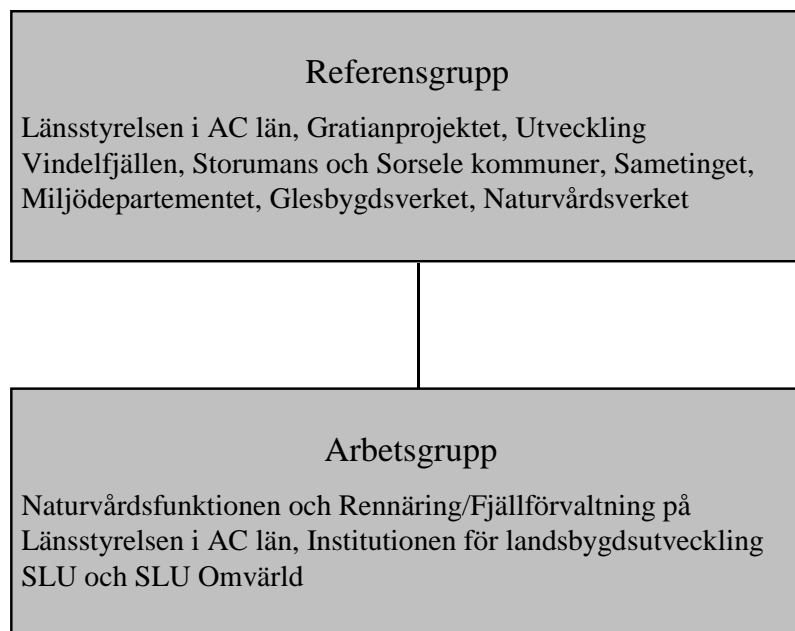 Referensgrupp
Länsstyrelsen i AC län, Gratianprojektet, Utveckling
Vindelfjällen, Storumans och Sorsele kommuner, Sametinget,
Miljödepartementet, Glesbygdsverket, Naturvårdsverket
Arbetsgrupp
Naturvårdsfunktionen och Rennäring/Fjällförvaltning på
Länsstyrelsen i AC län, Institutionen för landsbygdsutveckling
SLU och SLU Omvärld